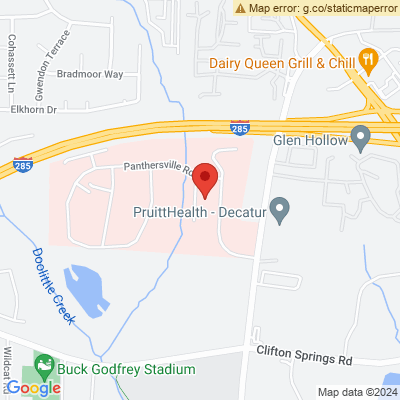 Map error: g.co/staticmaperror
Cohassett Ln
Gwendon Terrace
Bradmoor Way
Dairy Queen Grill & Chill
Elkhorn Dr
285
Glen Hollow
285
Panthersville Rd
PruittHealth - Decatur
Doolittle Creek
Wildcat Rd
Clifton Springs Rd
Buck Godfrey Stadium
Google
Map data ©2024